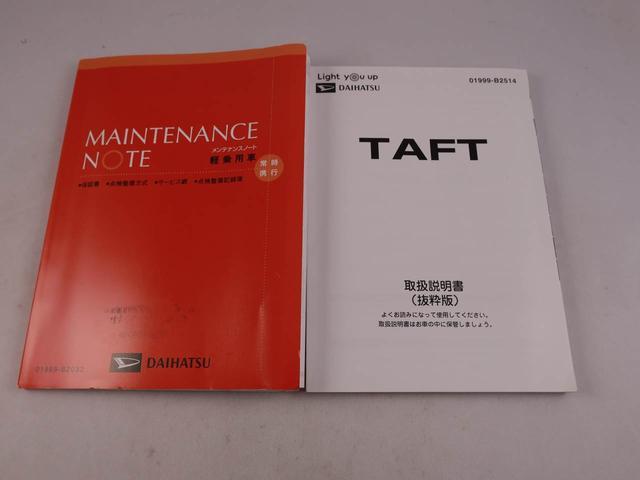 MAINTENANCE
NOTE
メンテナンスノート
軽乗用車
常時
携行
●保証書 ●点検整備方式 ●サービス網 ●点検整備記録簿
DAIHATSU
01999-B2032
Light you up
DAIHATSU
01999-B2514
TAFT
取扱説明書
（抜粋版）
よくお読みになって使用してください。
取扱説明書はお車の中に保管しましょう。